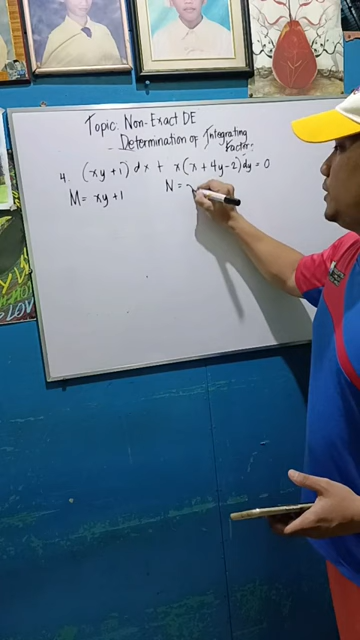 Topic: Non-Exact DE
- Determination of Integrating
Factor:
4. (xy + 1) dx + x(x + 4y - 2) dy = 0
M = xy + 1 N = x